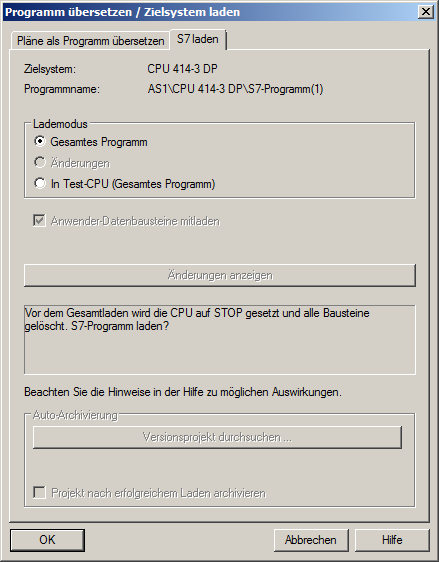 Programm übersetzen / Zielsystem laden
Pläne als Programm übersetzen
S7 laden
Zielsystem: CPU 414-3 DP
Programmname: AS1\CPU 414-3 DP\S7-Programm(1)
Lademodus
Gesamtes Programm
Änderungen
In Test-CPU (Gesamtes Programm)
Anwender-Datenbausteine mitladen
Änderungen anzeigen
Vor dem Gesamtladen wird die CPU auf STOP gesetzt und alle Bausteine
gelöscht. S7-Programm laden?
Beachten Sie die Hinweise in der Hilfe zu möglichen Auswirkungen.
Auto-Archivierung
Versionsprojekt durchsuchen ...
Projekt nach erfolgreichem Laden archivieren
OK
Abbrechen
Hilfe